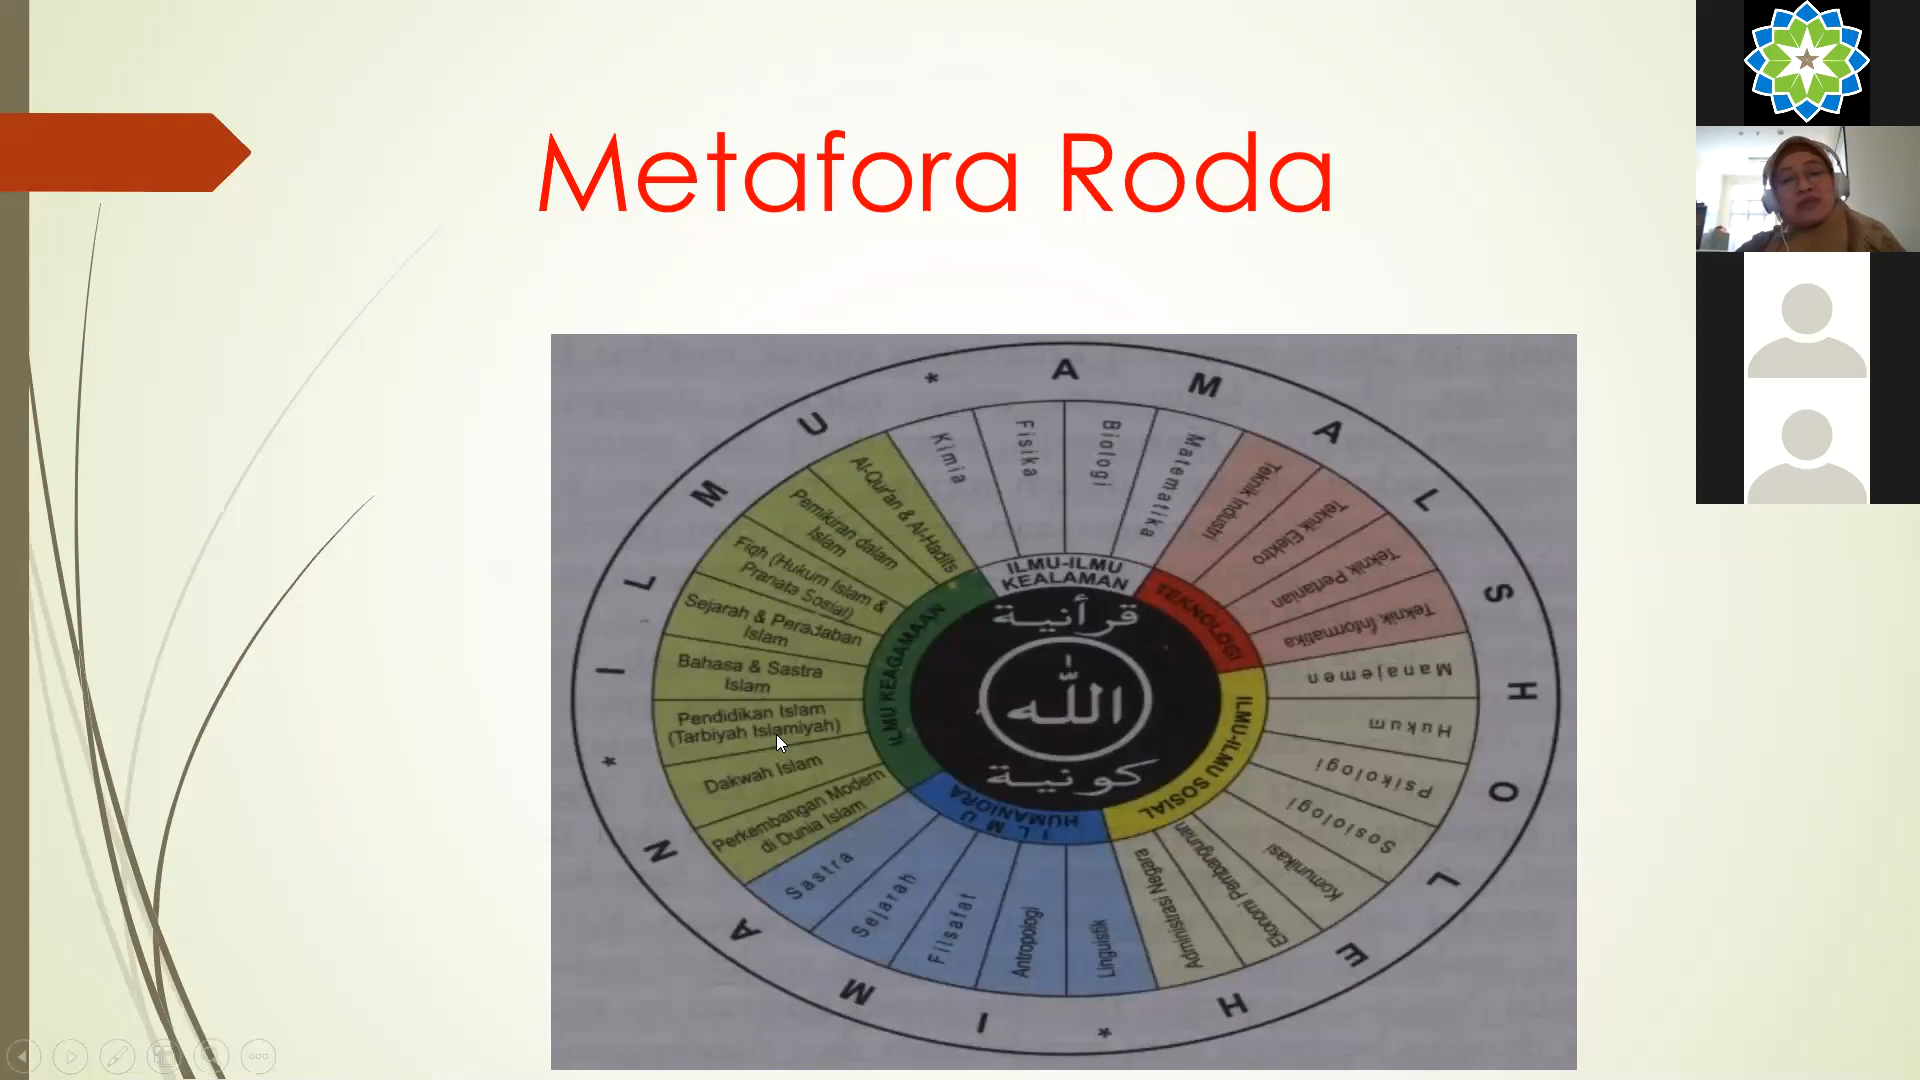 Metafora Roda
* AMAL SHOLEH * IMAN * ILMU
Kimia
Fisika
Biologi
Matematika
Teknik Industri
Teknik Elektro
Teknik Pertanian
Teknik Informatika
Manajemen
Hukum
Psikologi
Sosiologi
Komunikasi
Ekonomi Pembangunan
Administrasi Negara
Linguistik
Antropologi
Filsafat
Sejarah
Sastra
Perkembangan Modern
di Dunia Islam
Dakwah Islam
Pendidikan Islam
(Tarbiyah Islamiyah)
Bahasa & Sastra
Islam
Sejarah & Peradaban
Islam
Fiqh (Hukum Islam &
Pranata Sosial)
Pemikiran dalam
Islam
Al-Qur'an & Al-Hadits
ILMU-ILMU
KEALAMAN
TEKNOLOGI
ILMU-ILMU SOSIAL
ILMU
HUMANIORA
ILMU KEAGAMAAN
قرأنية
الله
كونية